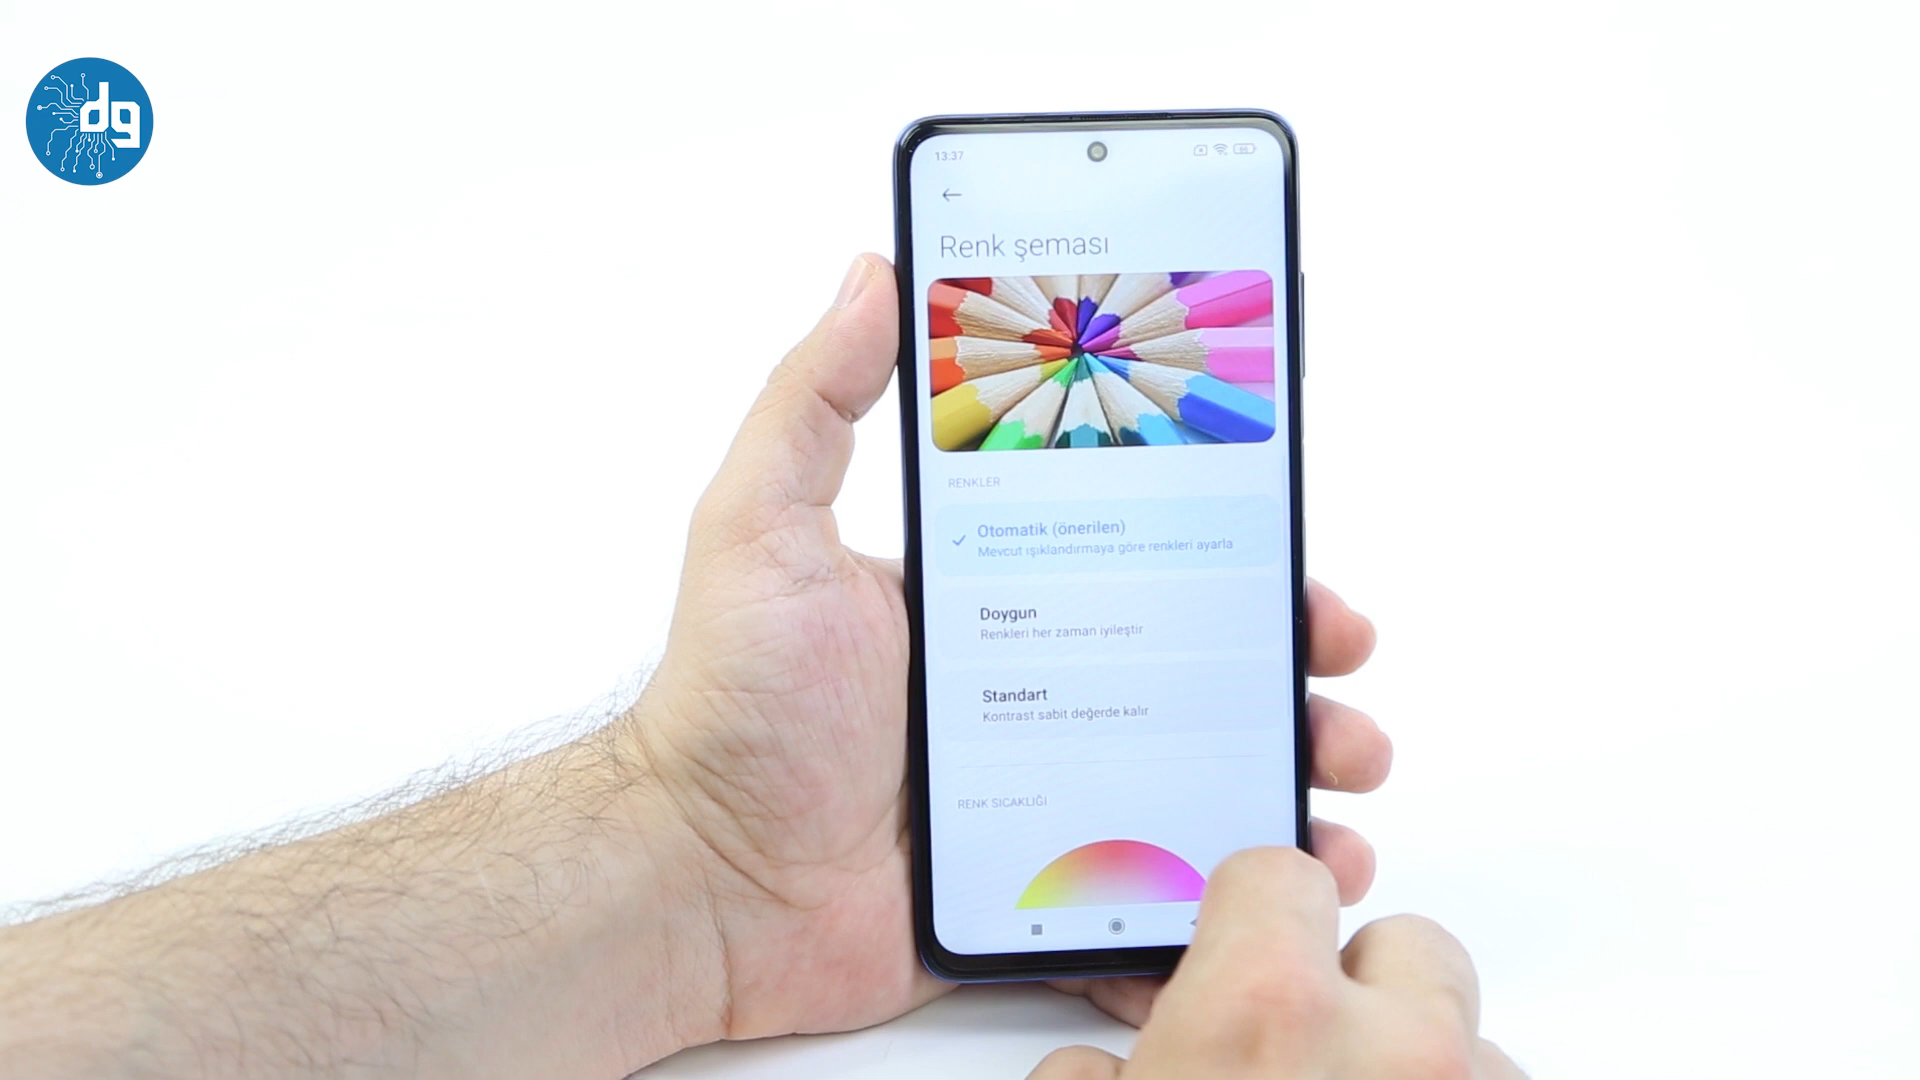 dg
13:37
Renk şeması
RENKLER
Otomatik (önerilen)
Mevcut ışıklandırmaya göre renkleri ayarla
Doygun
Renkleri her zaman iyileştir
Standart
Kontrast sabit değerde kalır
RENK SICAKLIĞI